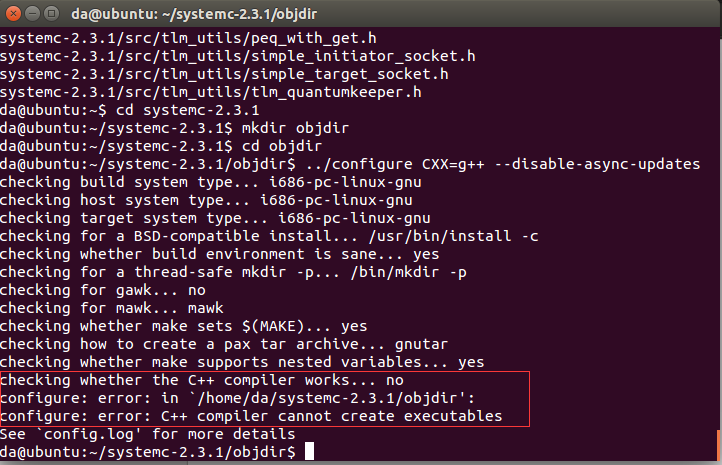 da@ubuntu: ~/systemc-2.3.1/objdir
systemc-2.3.1/src/tlm_utils/peq_with_get.h
systemc-2.3.1/src/tlm_utils/simple_initiator_socket.h
systemc-2.3.1/src/tlm_utils/simple_target_socket.h
systemc-2.3.1/src/tlm_utils/tlm_quantumkeeper.h
da@ubuntu:~$ cd systemc-2.3.1
da@ubuntu:~/systemc-2.3.1$ mkdir objdir
da@ubuntu:~/systemc-2.3.1$ cd objdir
da@ubuntu:~/systemc-2.3.1/objdir$ ../configure CXX=g++ --disable-async-updates
checking build system type... i686-pc-linux-gnu
checking host system type... i686-pc-linux-gnu
checking target system type... i686-pc-linux-gnu
checking for a BSD-compatible install... /usr/bin/install -c
checking whether build environment is sane... yes
checking for a thread-safe mkdir -p... /bin/mkdir -p
checking for gawk... no
checking for mawk... mawk
checking whether make sets $(MAKE)... yes
checking how to create a pax tar archive... gnutar
checking whether make supports nested variables... yes
checking whether the C++ compiler works... no
configure: error: in `/home/da/systemc-2.3.1/objdir':
configure: error: C++ compiler cannot create executables
See `config.log' for more details
da@ubuntu:~/systemc-2.3.1/objdir$